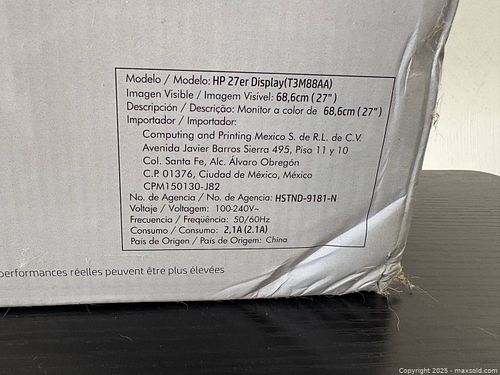 Modelo / Modelo: HP 27er Display(T3M88AA)
Imagen Visible / Imagem Visível: 68,6cm ( 27" )
Descripción / Descrição: Monitor a color de 68,6cm ( 27" )
Importador / Importador:
Computing and Printing Mexico S. de R.L. de C.V.
Avenida Javier Barros Sierra 495, Piso 11 y 10
Col. Santa Fe, Alc. Álvaro Obregón
C.P. 01376, Ciudad de México, México
CPM150130-J82
No. de Agencia / No. de Agencia: HSTND-9181-N
Voltaje / Voltagem: 100-240V~
Frecuencia / Freqüência: 50/60Hz
Consumo / Consumo: 2,1A (2.1A)
País de Origen / País de Origem: China
performances réelles peuvent être plus élevées
Copyright 2025 - maxsold.com